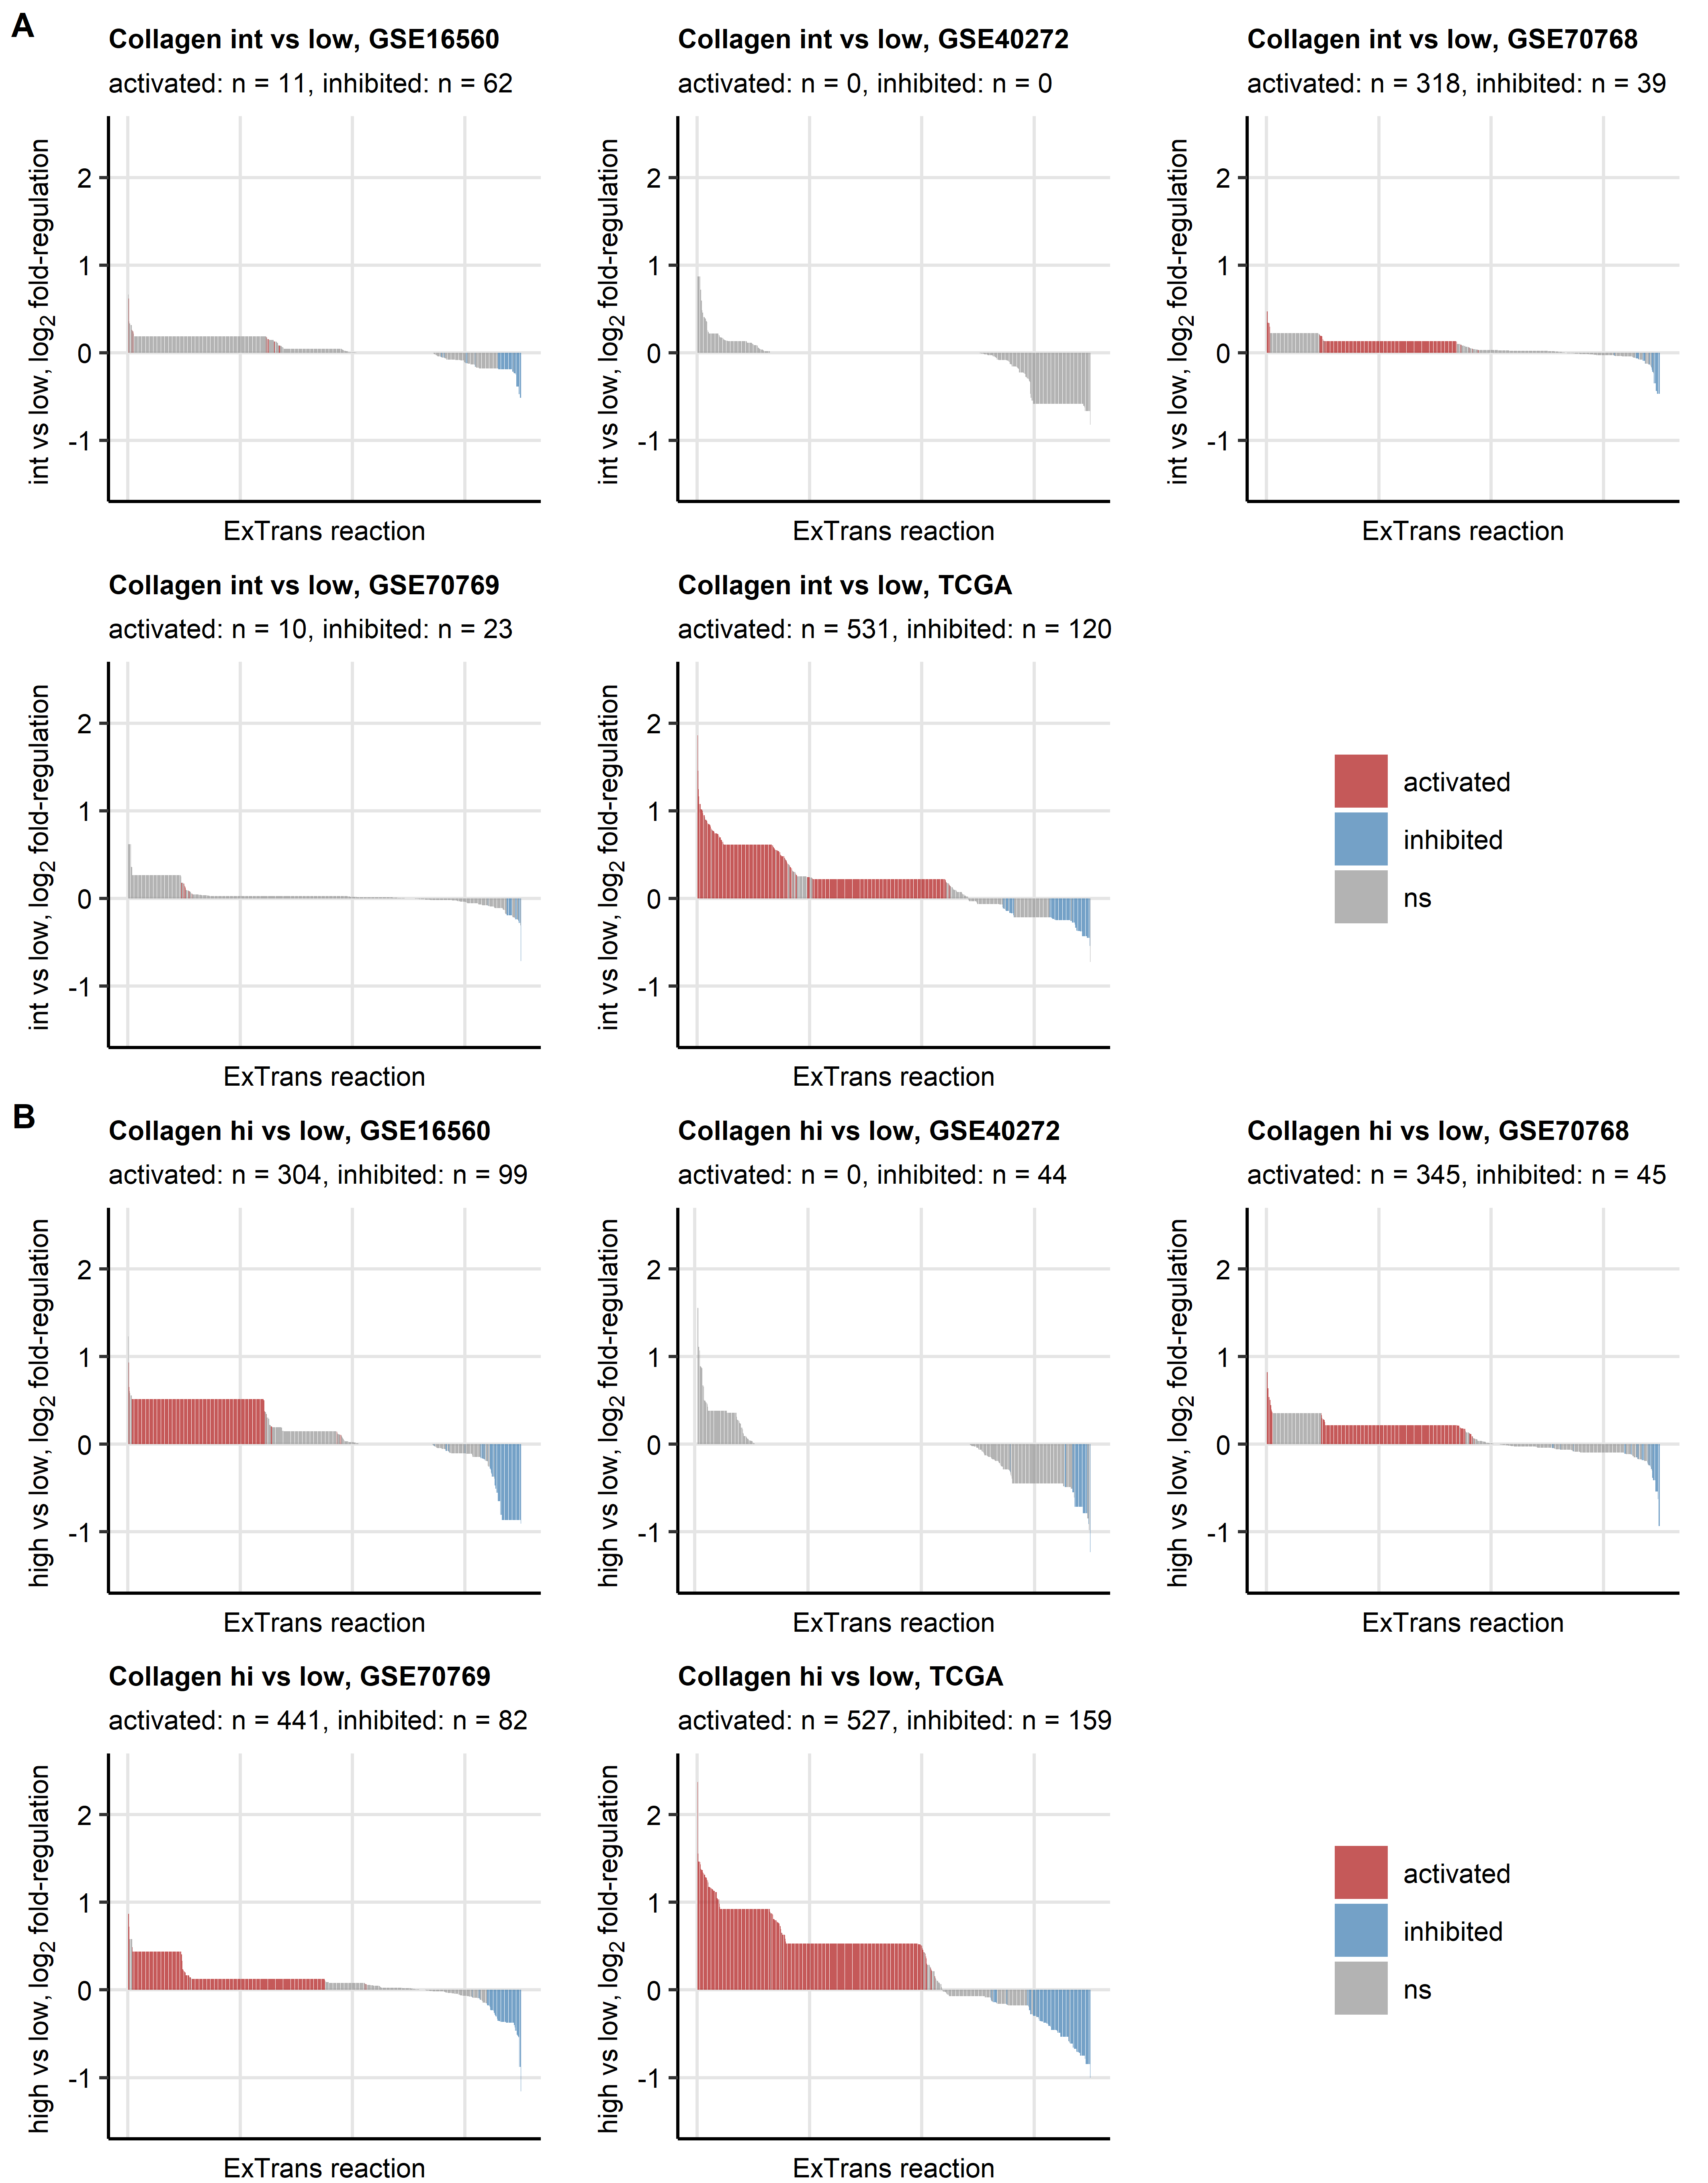 A
Collagen int vs low, GSE16560
activated: n = 11, inhibited: n = 62
int vs low, log2 fold-regulation
2
1
0
-1
ExTrans reaction
Collagen int vs low, GSE40272
activated: n = 0, inhibited: n = 0
int vs low, log2 fold-regulation
2
1
0
-1
ExTrans reaction
Collagen int vs low, GSE70768
activated: n = 318, inhibited: n = 39
int vs low, log2 fold-regulation
2
1
0
-1
ExTrans reaction
Collagen int vs low, GSE70769
activated: n = 10, inhibited: n = 23
int vs low, log2 fold-regulation
2
1
0
-1
ExTrans reaction
Collagen int vs low, TCGA
activated: n = 531, inhibited: n = 120
int vs low, log2 fold-regulation
2
1
0
-1
ExTrans reaction
activated
inhibited
ns
B
Collagen hi vs low, GSE16560
activated: n = 304, inhibited: n = 99
high vs low, log2 fold-regulation
2
1
0
-1
ExTrans reaction
Collagen hi vs low, GSE40272
activated: n = 0, inhibited: n = 44
high vs low, log2 fold-regulation
2
1
0
-1
ExTrans reaction
Collagen hi vs low, GSE70768
activated: n = 345, inhibited: n = 45
high vs low, log2 fold-regulation
2
1
0
-1
ExTrans reaction
Collagen hi vs low, GSE70769
activated: n = 441, inhibited: n = 82
high vs low, log2 fold-regulation
2
1
0
-1
ExTrans reaction
Collagen hi vs low, TCGA
activated: n = 527, inhibited: n = 159
high vs low, log2 fold-regulation
2
1
0
-1
ExTrans reaction
activated
inhibited
ns